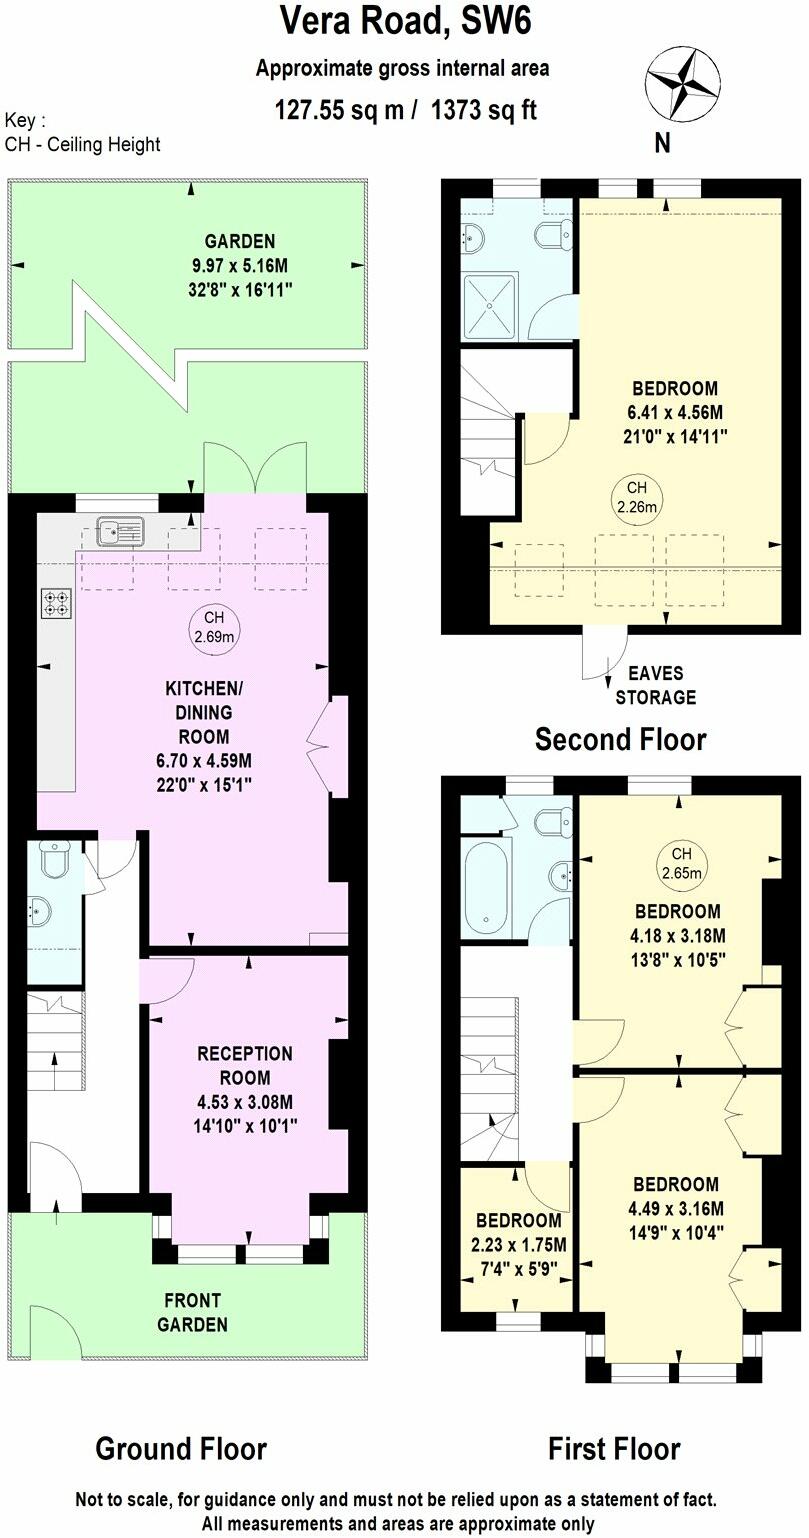 Vera Road, SW6
Approximate gross internal area
127.55 sq m / 1373 sq ft
Key :
CH - Ceiling Height
N
GARDEN
9.97 x 5.16M
32'8" x 16'11"
CH
2.69m
KITCHEN/
DINING
ROOM
6.70 x 4.59M
22'0" x 15'1"
RECEPTION
ROOM
4.53 x 3.08M
14'10" x 10'1"
FRONT
GARDEN
Ground Floor
BEDROOM
6.41 x 4.56M
21'0" x 14'11"
CH
2.26m
EAVES
STORAGE
Second Floor
CH
2.65m
BEDROOM
4.18 x 3.18M
13'8" x 10'5"
BEDROOM
4.49 x 3.16M
14'9" x 10'4"
BEDROOM
2.23 x 1.75M
7'4" x 5'9"
First Floor
Not to scale, for guidance only and must not be relied upon as a statement of fact.
All measurements and areas are approximate only